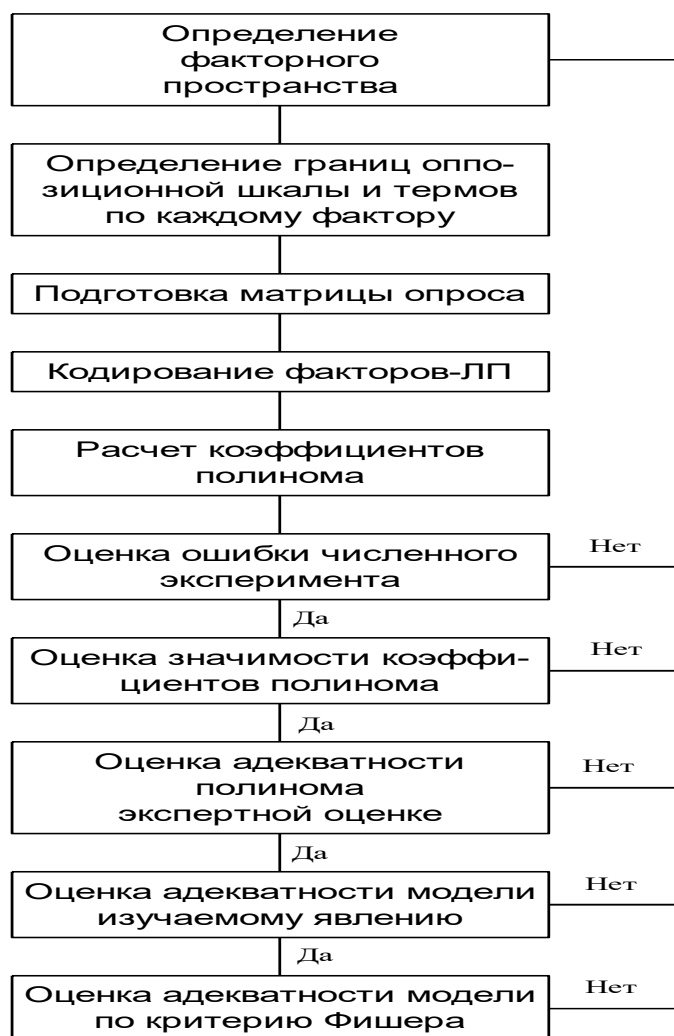 Определение
факторного
пространства
Определение границ оппо-
зиционной шкалы и термов
по каждому фактору
Подготовка матрицы опроса
Кодирование факторов-ЛП
Расчет коэффициентов
полинома
Оценка ошибки численного
эксперимента
Нет
Да
Оценка значимости коэффи-
циентов полинома
Нет
Да
Оценка адекватности
полинома
экспертной оценке
Нет
Да
Оценка адекватности модели
изучаемому явлению
Нет
Да
Оценка адекватности модели
по критерию Фишера
Нет